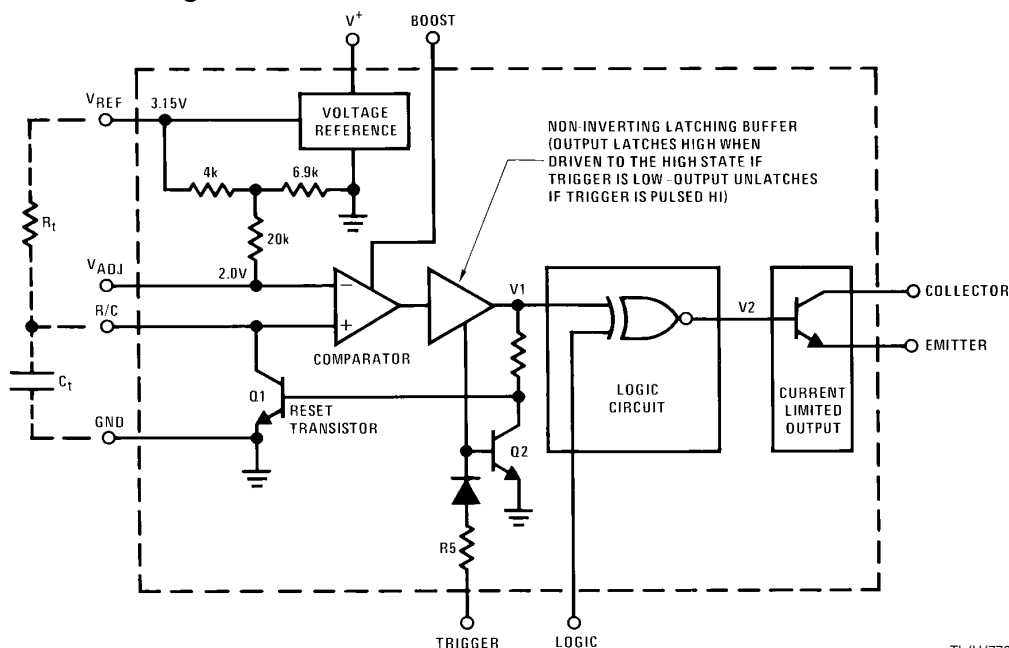 V+
BOOST
VREF
3.15V
VOLTAGE
REFERENCE
NON-INVERTING LATCHING BUFFER
(OUTPUT LATCHES HIGH WHEN
DRIVEN TO THE HIGH STATE IF
TRIGGER IS LOW-OUTPUT UNLATCHES
IF TRIGGER IS PULSED HI)
4k
6.9k
Rt
20k
VADJ
2.0V
R/C
V1
V2
COLLECTOR
COMPARATOR
EMITTER
Ct
Q1
RESET
TRANSISTOR
LOGIC
CIRCUIT
CURRENT
LIMITED
OUTPUT
GND
Q2
R5
TRIGGER
LOGIC